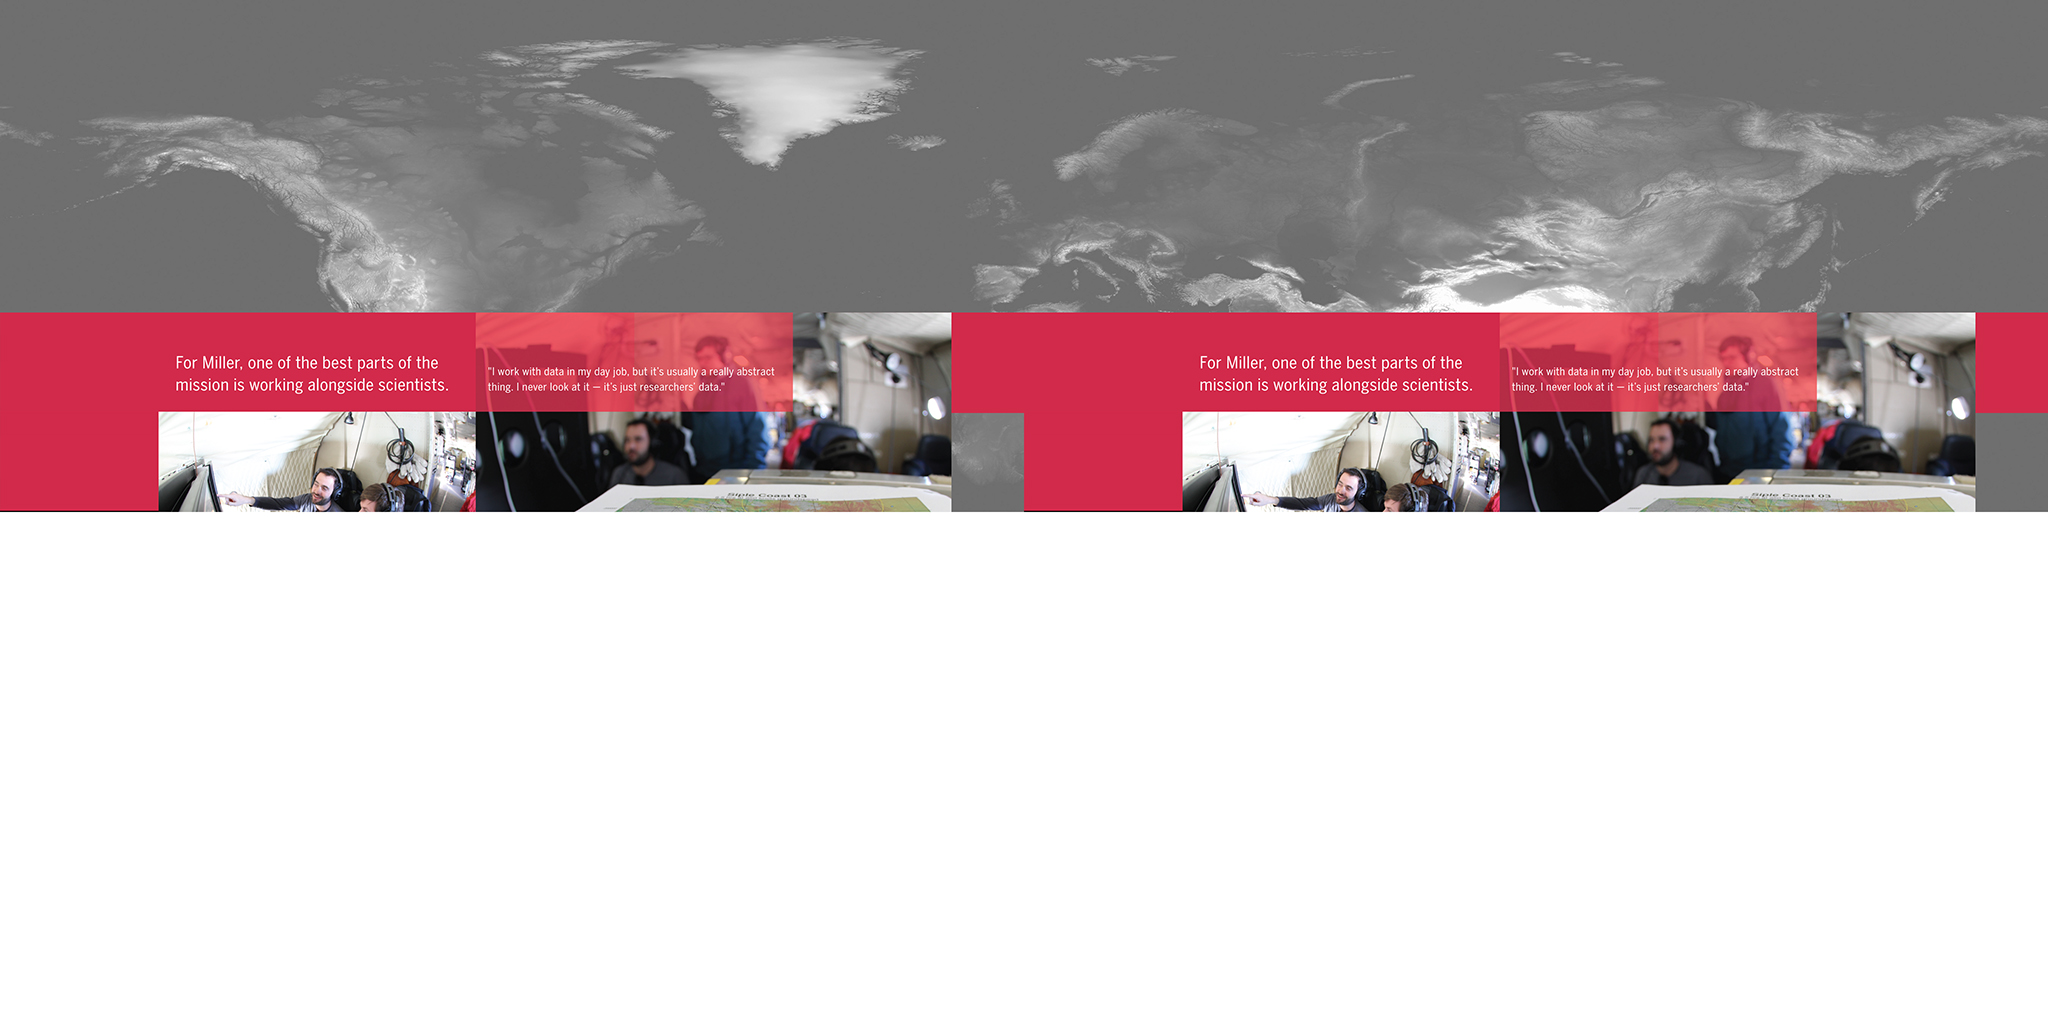 For Miller, one of the best parts of the
mission is working alongside scientists.
"I work with data in my day job, but it's usually a really abstract
thing. I never look at it — it's just researchers' data."
Siple Coast 03
For Miller, one of the best parts of the
mission is working alongside scientists.
"I work with data in my day job, but it's usually a really abstract
thing. I never look at it — it's just researchers' data."
Siple Coast 03